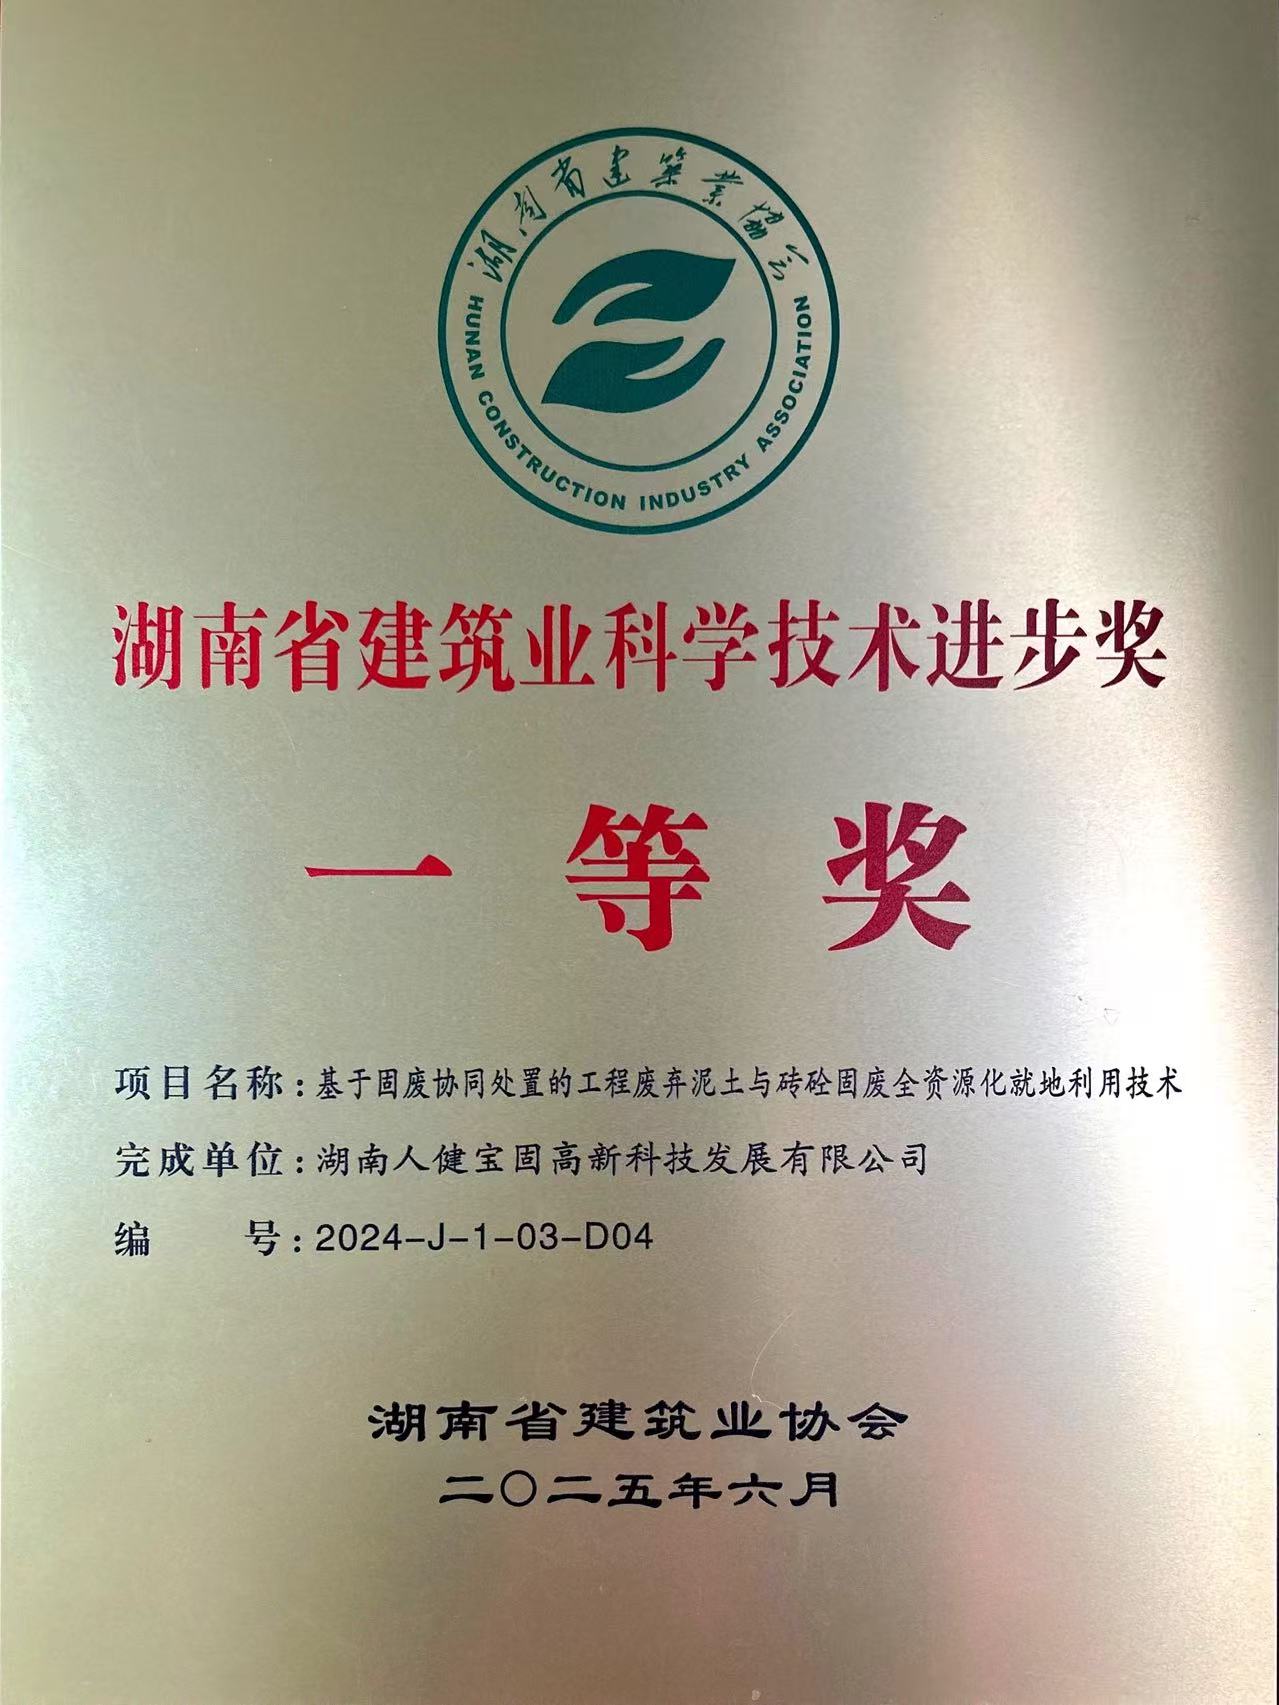 湖南省建築業協会
HUNAN CONSTRUCTION INDUSTRY ASSOCIATION
湖南省建筑业科学技术进步奖
一等奖
项目名称：基于固废协同处置的工程废弃泥土与砖砼固废全资源化就地利用技术
完成单位：湖南人健宝固高新科技发展有限公司
编号：2024-J-1-03-D04
湖南省建筑业协会
二〇二五年六月